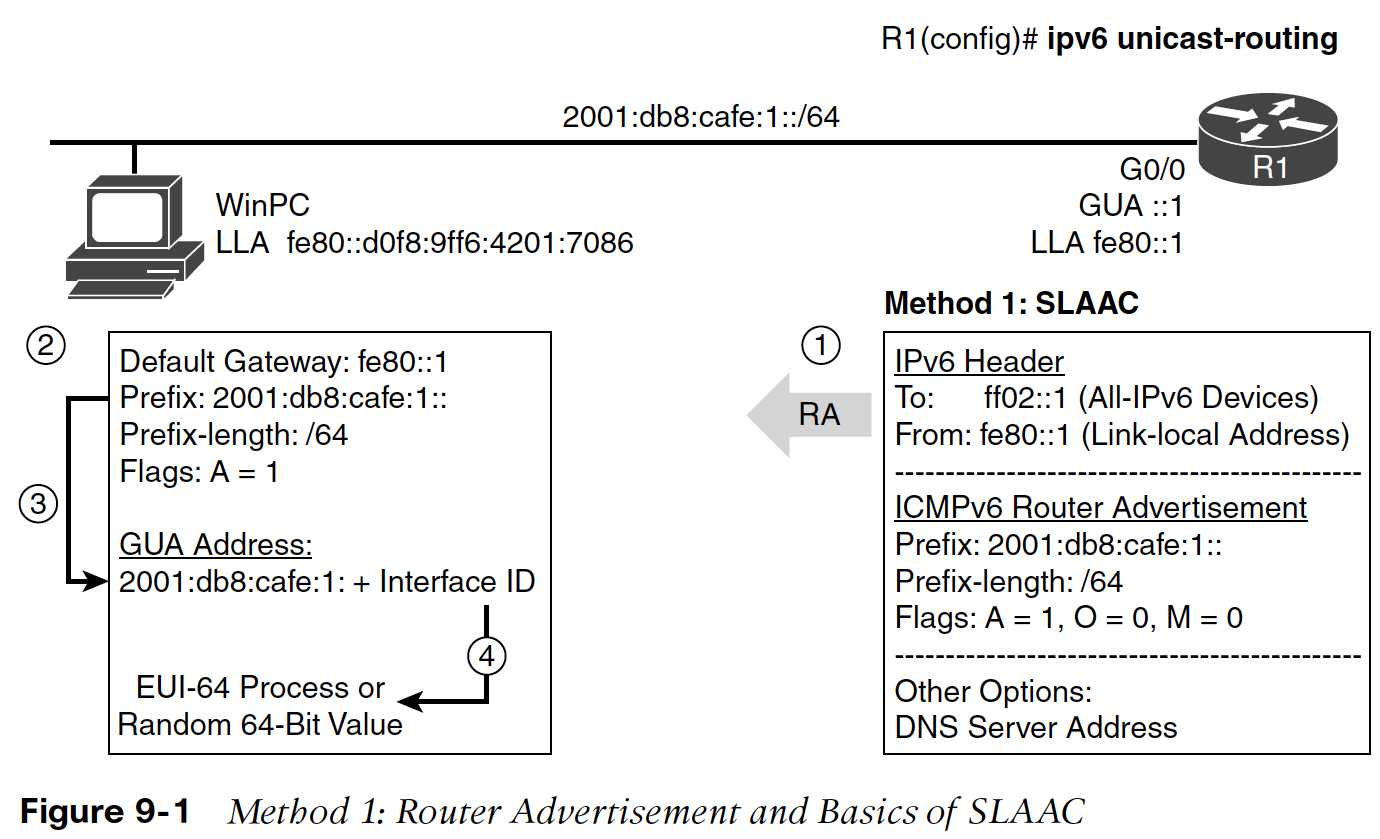 R1(config)# ipv6 unicast-routing
2001:db8:cafe:1::/64
R1
G0/0
GUA ::1
LLA fe80::1
WinPC
LLA fe80::d0f8:9ff6:4201:7086
Method 1: SLAAC
1
RA
IPv6 Header
To: ff02::1 (All-IPv6 Devices)
From: fe80::1 (Link-local Address)
ICMPv6 Router Advertisement
Prefix: 2001:db8:cafe:1::
Prefix-length: /64
Flags: A = 1, O = 0, M = 0
Other Options:
DNS Server Address
2
Default Gateway: fe80::1
Prefix: 2001:db8:cafe:1::
Prefix-length: /64
Flags: A = 1
3
GUA Address:
2001:db8:cafe:1: + Interface ID
4
EUI-64 Process or
Random 64-Bit Value
Figure 9-1 Method 1: Router Advertisement and Basics of SLAAC